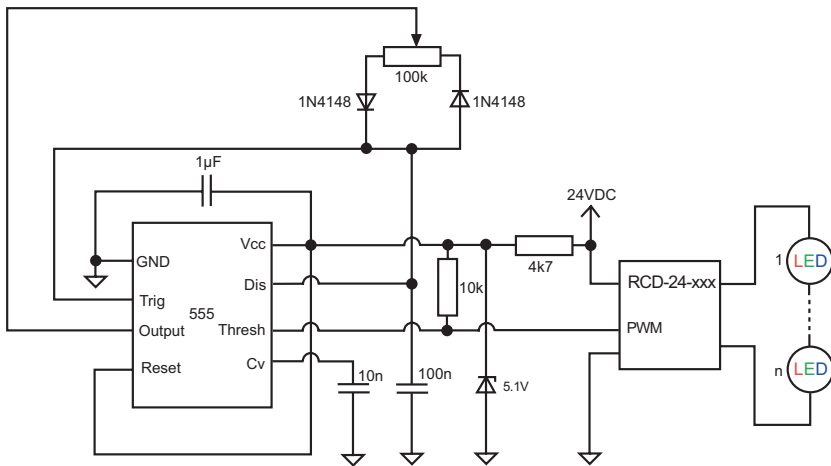 100k
1N4148
1N4148
1µF
24VDC
4k7
Vcc
GND
Dis
Trig
555
Output
Thresh
Reset
Cv
10k
10n
100n
5.1V
RCD-24-xxx
PWM
1
LED
n
LED